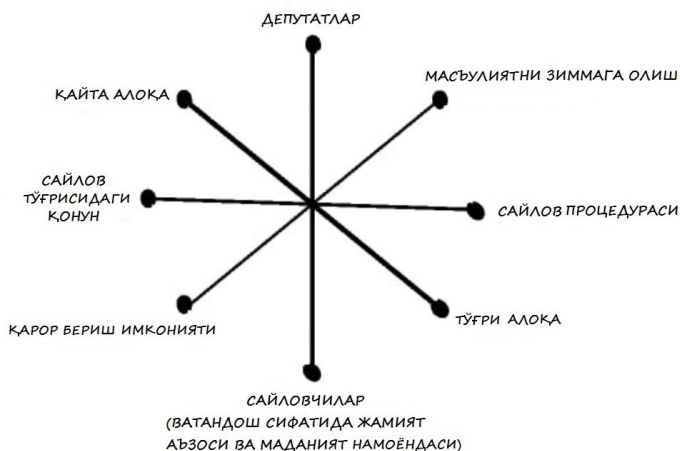 ДЕПУТАТЛАР
МАСЪУЛИЯТНИ ЗИММАГА ОЛИШ
ҚАЙТА АЛОҚА
САЙЛОВ
ТЎҒРИСИДАГИ
ҚОНУН
САЙЛОВ ПРОЦЕДУРАСИ
ҚАРОР БЕРИШ ИМКОНИЯТИ
ТЎҒРИ АЛОҚА
САЙЛОВЧИЛАР
(ВАТАНДОШ СИФАТИДА ЖАМИЯТ
АЪЗОСИ ВА МАДАНИЯТ НАМОЁНДАСИ)